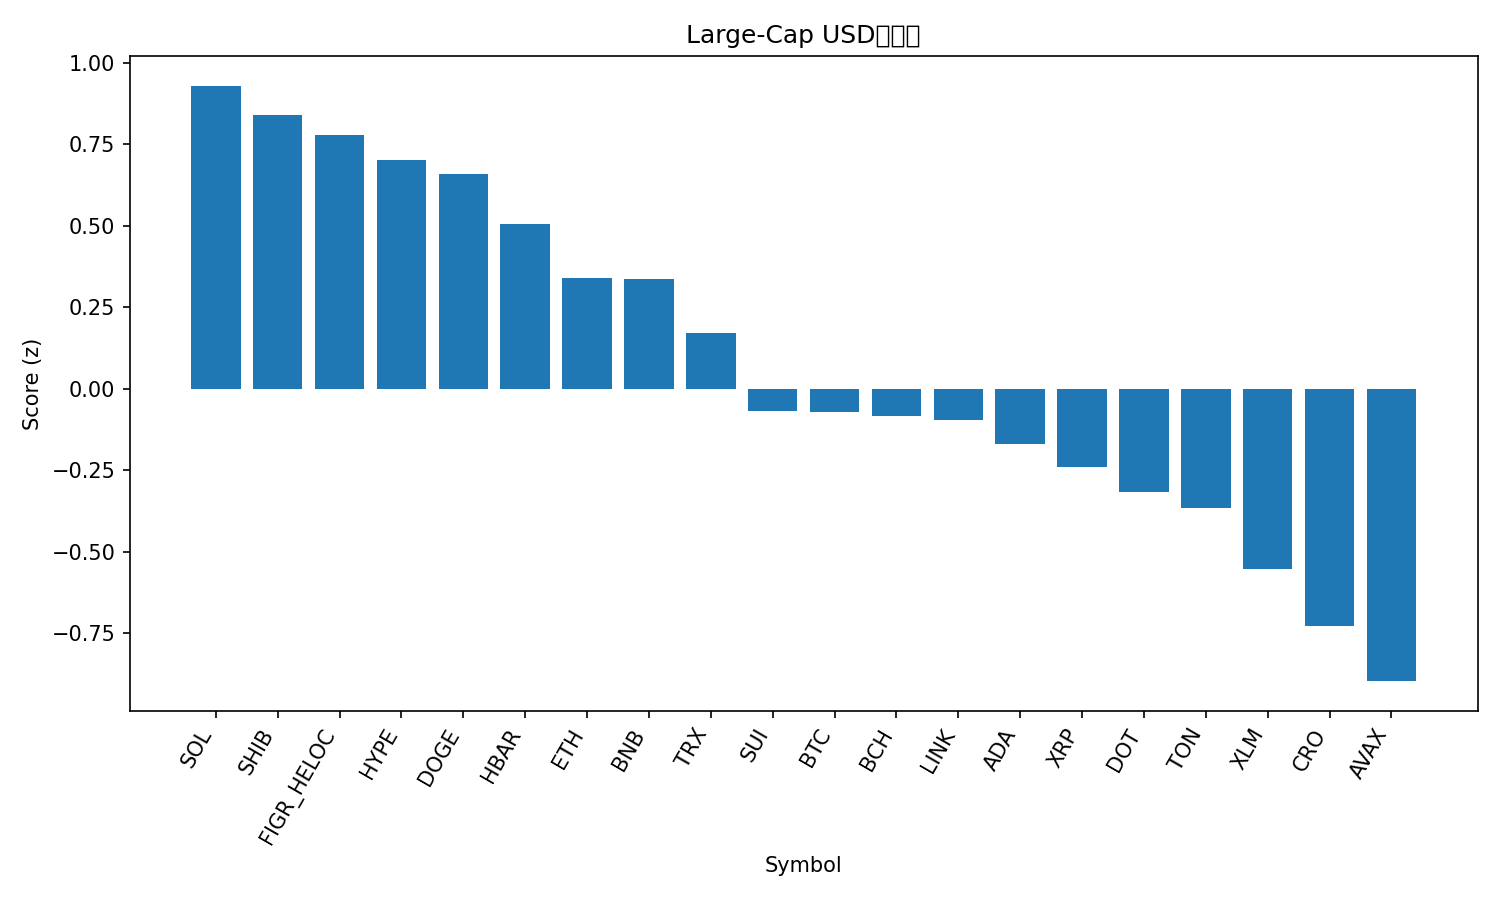 Large-Cap USD
1.00
0.75
0.50
0.25
0.00
−0.25
−0.50
−0.75
Score (z)
SOL
SHIB
FIGR_HELOC
HYPE
DOGE
HBAR
ETH
BNB
TRX
SUI
BTC
BCH
LINK
ADA
XRP
DOT
TON
XLM
CRO
AVAX
Symbol